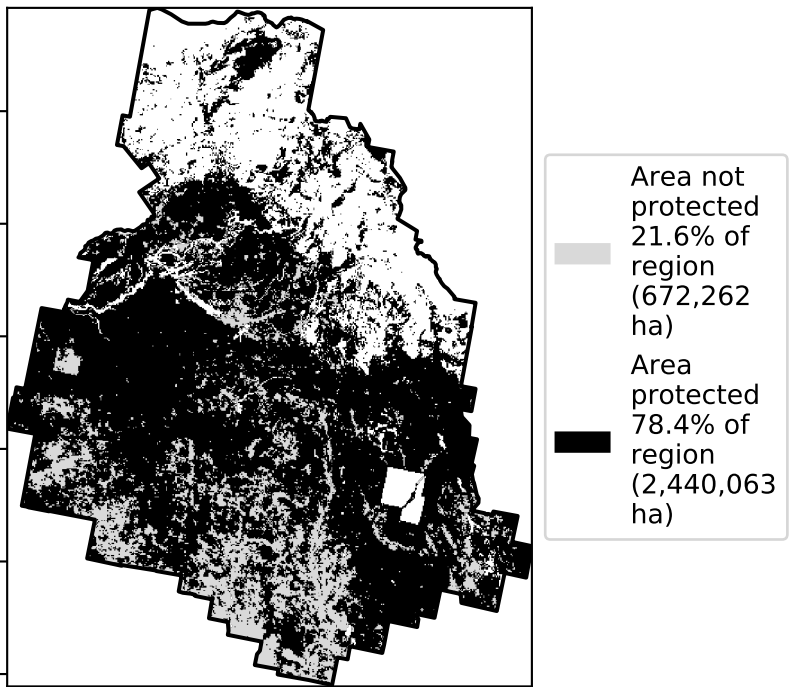 Area not
protected
21.6% of
region
(672,262
ha)
Area
protected
78.4% of
region
(2,440,063
ha)